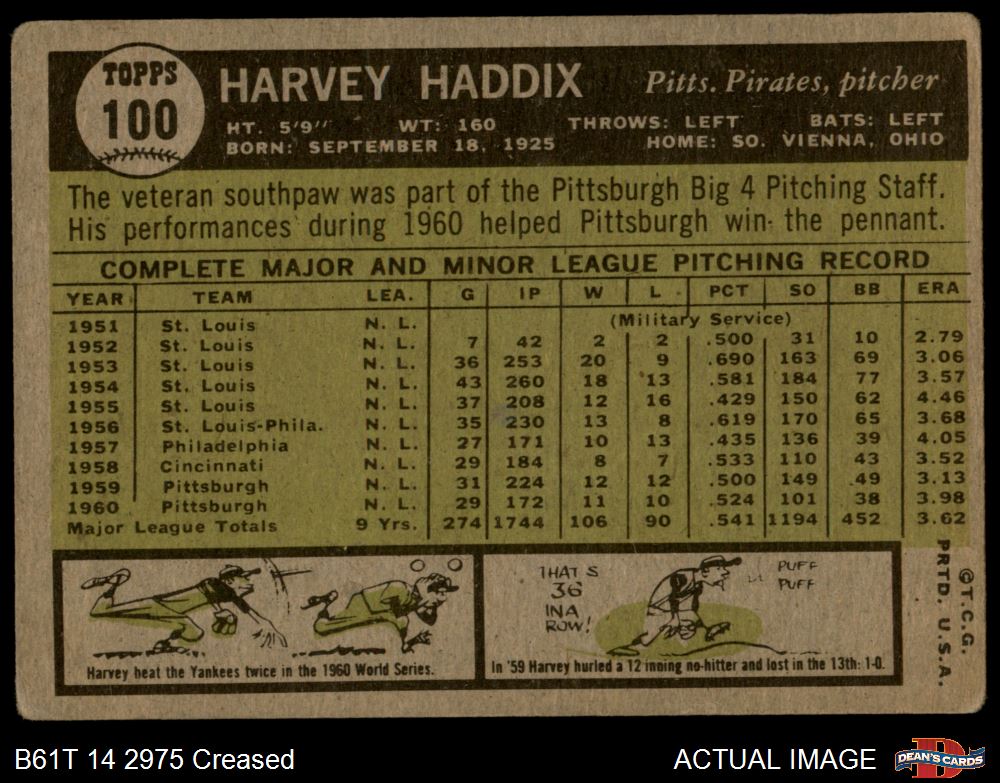 TOPPS
100
HARVEY HADDIX
Pitts. Pirates, pitcher
HT. 5'9" WT: 160 THROWS: LEFT BATS: LEFT
BORN: SEPTEMBER 18, 1925 HOME: SO. VIENNA, OHIO
The veteran southpaw was part of the Pittsburgh Big 4 Pitching Staff.
His performances during 1960 helped Pittsburgh win the pennant.
COMPLETE MAJOR AND MINOR LEAGUE PITCHING RECORD
YEAR TEAM LEA. G IP W L PCT SO BB ERA
1951 St. Louis N. L. (Military Service)
1952 St. Louis N. L. 7 42 2 2 .500 31 10 2.79
1953 St. Louis N. L. 36 253 20 9 .690 163 69 3.06
1954 St. Louis N. L. 43 260 18 13 .581 184 77 3.57
1955 St. Louis N. L. 37 208 12 16 .429 150 62 4.46
1956 St. Louis-Phila. N. L. 35 230 13 8 .619 170 65 3.68
1957 Philadelphia N. L. 27 171 10 13 .435 136 39 4.05
1958 Cincinnati N. L. 29 184 8 7 .533 110 43 3.52
1959 Pittsburgh N. L. 31 224 12 12 .500 149 49 3.13
1960 Pittsburgh N. L. 29 172 11 10 .524 101 38 3.98
Major League Totals 9 Yrs. 274 1744 106 90 .541 1194 452 3.62
Harvey beat the Yankees twice in the 1960 World Series.
THAT S
36
IN A
ROW!
PUFF
PUFF
In '59 Harvey hurled a 12 inning no-hitter and lost in the 13th: 1-0.
©T.C.G.
PRTD. U.S.A.
B61T 14 2975 Creased
ACTUAL IMAGE
D
DEAN'S CARDS